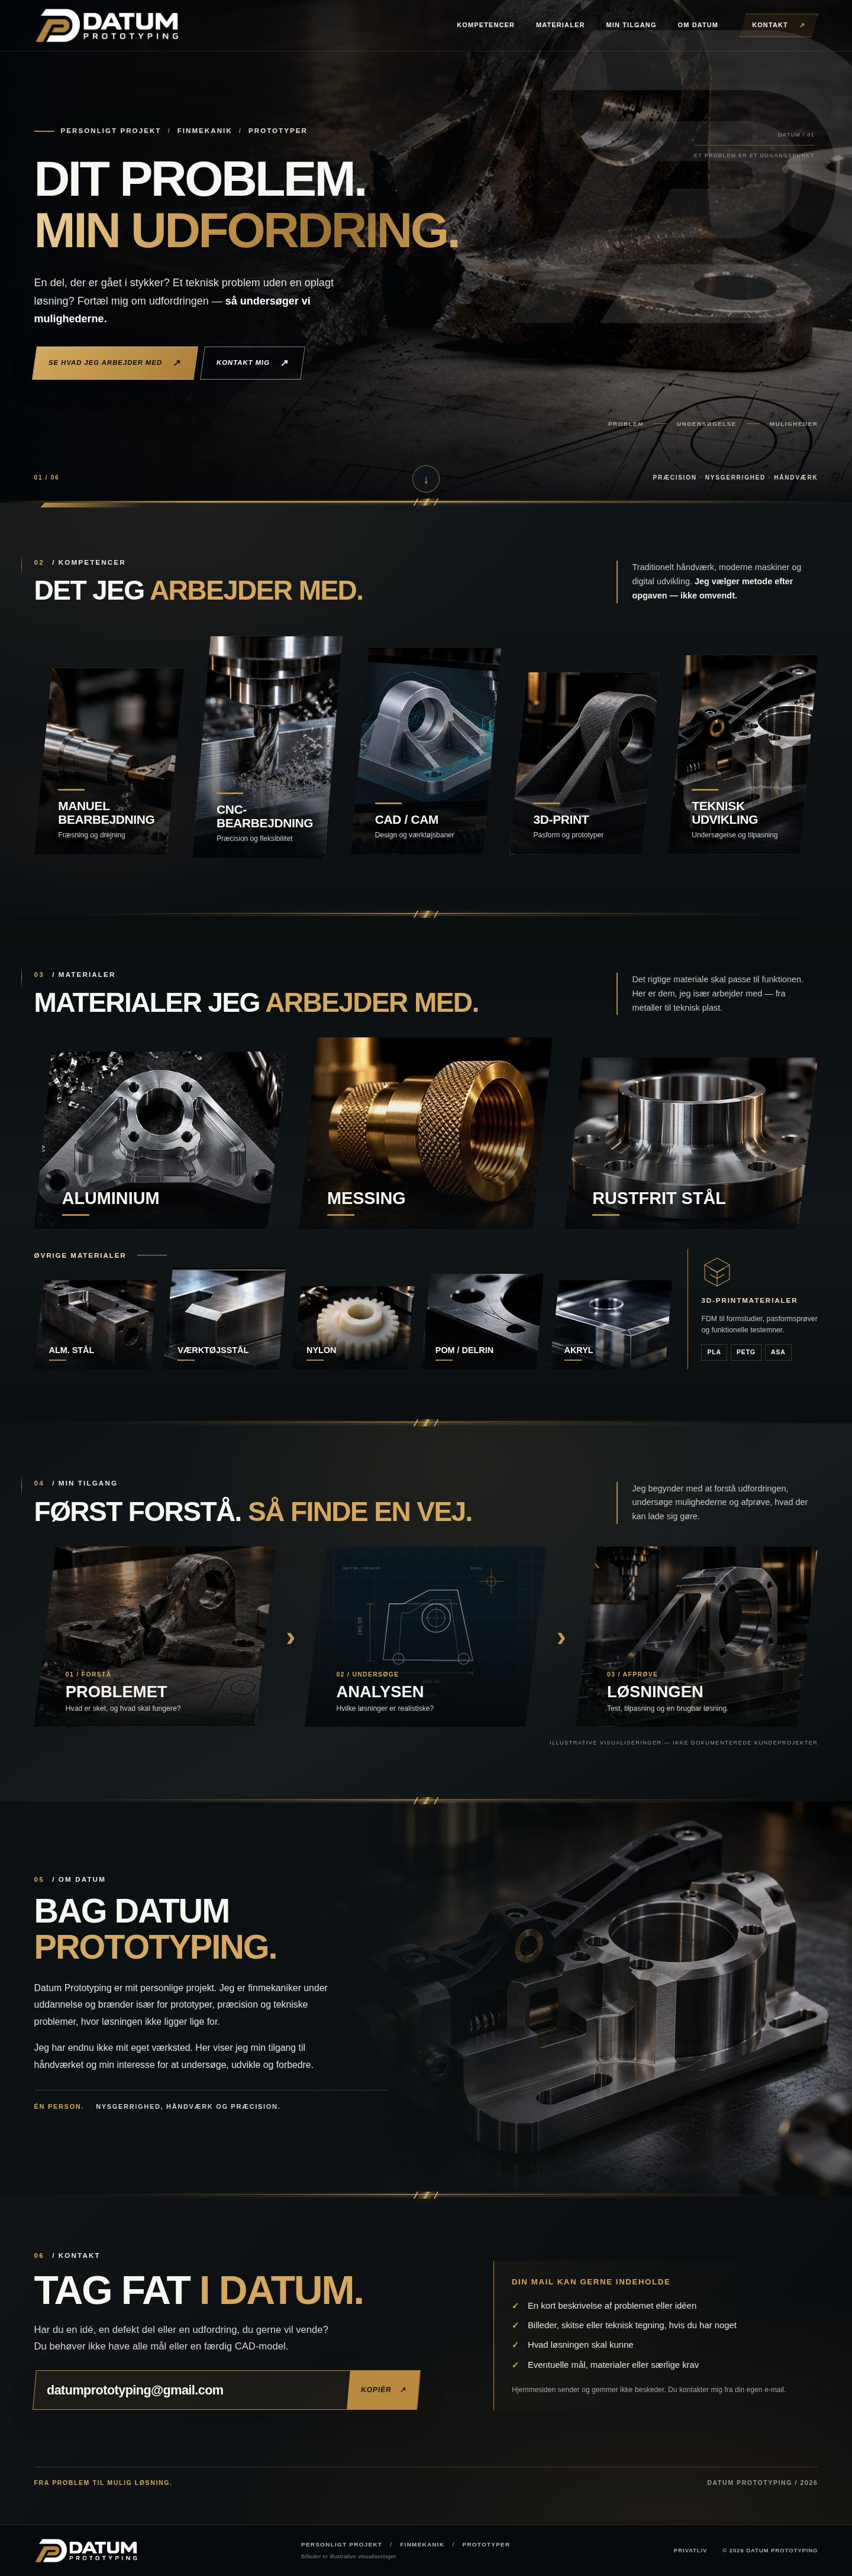 DATUM
PROTOTYPING
KOMPETENCER
MATERIALER
MIN TILGANG
OM DATUM
KONTAKT ↗
DATUM / 01
ET PROBLEM ER ET UDGANGSPUNKT
PERSONLIGT PROJEKT / FINMEKANIK / PROTOTYPER
DIT PROBLEM.
MIN UDFORDRING.
En del, der er gået i stykker? Et teknisk problem uden en oplagt
løsning? Fortæl mig om udfordringen — så undersøger vi
mulighederne.
SE HVAD JEG ARBEJDER MED ↗
KONTAKT MIG ↗
PROBLEM — UNDERSØGELSE — MULIGHEDER
01 / 06
↓
PRÆCISION · NYSGERRIGHED · HÅNDVÆRK
02 / KOMPETENCER
DET JEG ARBEJDER MED.
Traditionelt håndværk, moderne maskiner og
digital udvikling. Jeg vælger metode efter
opgaven — ikke omvendt.
MANUEL
BEARBEJDNING
Fræsning og drejning
CNC-
BEARBEJDNING
Præcision og fleksibilitet
CAD / CAM
Design og værktøjsbaner
3D-PRINT
Pasform og prototyper
TEKNISK
UDVIKLING
Undersøgelse og tilpasning
03 / MATERIALER
MATERIALER JEG ARBEJDER MED.
Det rigtige materiale skal passe til funktionen.
Her er dem, jeg især arbejder med — fra
metaller til teknisk plast.
ALUMINIUM
MESSING
RUSTFRIT STÅL
ØVRIGE MATERIALER
ALM. STÅL
VÆRKTØJSSTÅL
NYLON
POM / DELRIN
AKRYL
3D-PRINTMATERIALER
FDM til formstudier, pasformsprøver
og funktionelle testemner.
PLA
PETG
ASA
04 / MIN TILGANG
FØRST FORSTÅ. SÅ FINDE EN VEJ.
Jeg begynder med at forstå udfordringen,
undersøge mulighederne og afprøve, hvad der
kan lade sig gøre.
01 / FORSTÅ
PROBLEMET
Hvad er sket, og hvad skal fungere?
02 / UNDERSØGE
ANALYSEN
Hvilke løsninger er realistiske?
03 / AFPRØVE
LØSNINGEN
Test, tilpasning og en brugbar løsning.
ILLUSTRATIVE VISUALISERINGER — IKKE DOKUMENTEREDE KUNDEPROJEKTER
05 / OM DATUM
BAG DATUM
PROTOTYPING.
Datum Prototyping er mit personlige projekt. Jeg er finmekaniker under
uddannelse og brænder især for prototyper, præcision og tekniske
problemer, hvor løsningen ikke ligger lige for.
Jeg har endnu ikke mit eget værksted. Her viser jeg min tilgang til
håndværket og min interesse for at undersøge, udvikle og forbedre.
ÉN PERSON. NYSGERRIGHED, HÅNDVÆRK OG PRÆCISION.
06 / KONTAKT
TAG FAT I DATUM.
Har du en idé, en defekt del eller en udfordring, du gerne vil vende?
Du behøver ikke have alle mål eller en færdig CAD-model.
datumprototyping@gmail.com
KOPIÉR ↗
DIN MAIL KAN GERNE INDEHOLDE
✓ En kort beskrivelse af problemet eller idéen
✓ Billeder, skitse eller teknisk tegning, hvis du har noget
✓ Hvad løsningen skal kunne
✓ Eventuelle mål, materialer eller særlige krav
Hjemmesiden sender og gemmer ikke beskeder. Du kontakter mig fra din egen e-mail.
FRA PROBLEM TIL MULIG LØSNING.
DATUM PROTOTYPING / 2026
DATUM
PROTOTYPING
PERSONLIGT PROJEKT / FINMEKANIK / PROTOTYPER
Billeder er illustrative visualiseringer.
PRIVATLIV
© 2026 DATUM PROTOTYPING